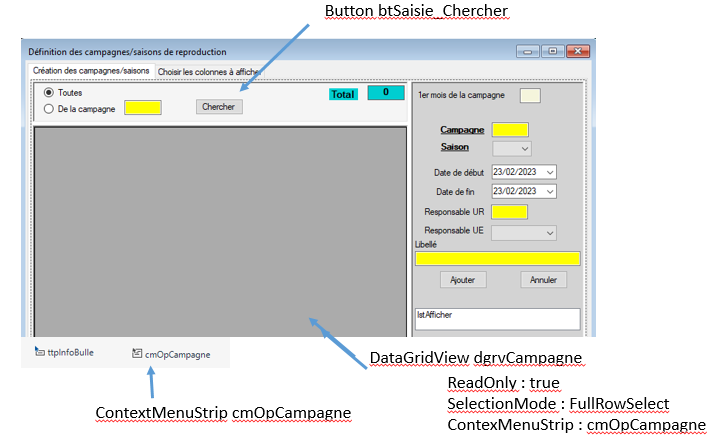 Button btSaisie_Chercher
Définition des campagnes/saisons de reproduction
Création des campagnes/saisons
Choisir les colonnes à afficher
Toutes
De la campagne
Chercher
Total
0
1er mois de la campagne
Campagne
Saison
Date de début
23/02/2023
Date de fin
23/02/2023
Responsable UR
Responsable UE
Libellé
Ajouter
Annuler
lstAfficher
ttpInfoBulle
cmOpCampagne
DataGridView dgrvCampagne
ReadOnly : true
SelectionMode : FullRowSelect
ContexMenuStrip : cmOpCampagne
ContextMenuStrip cmOpCampagne